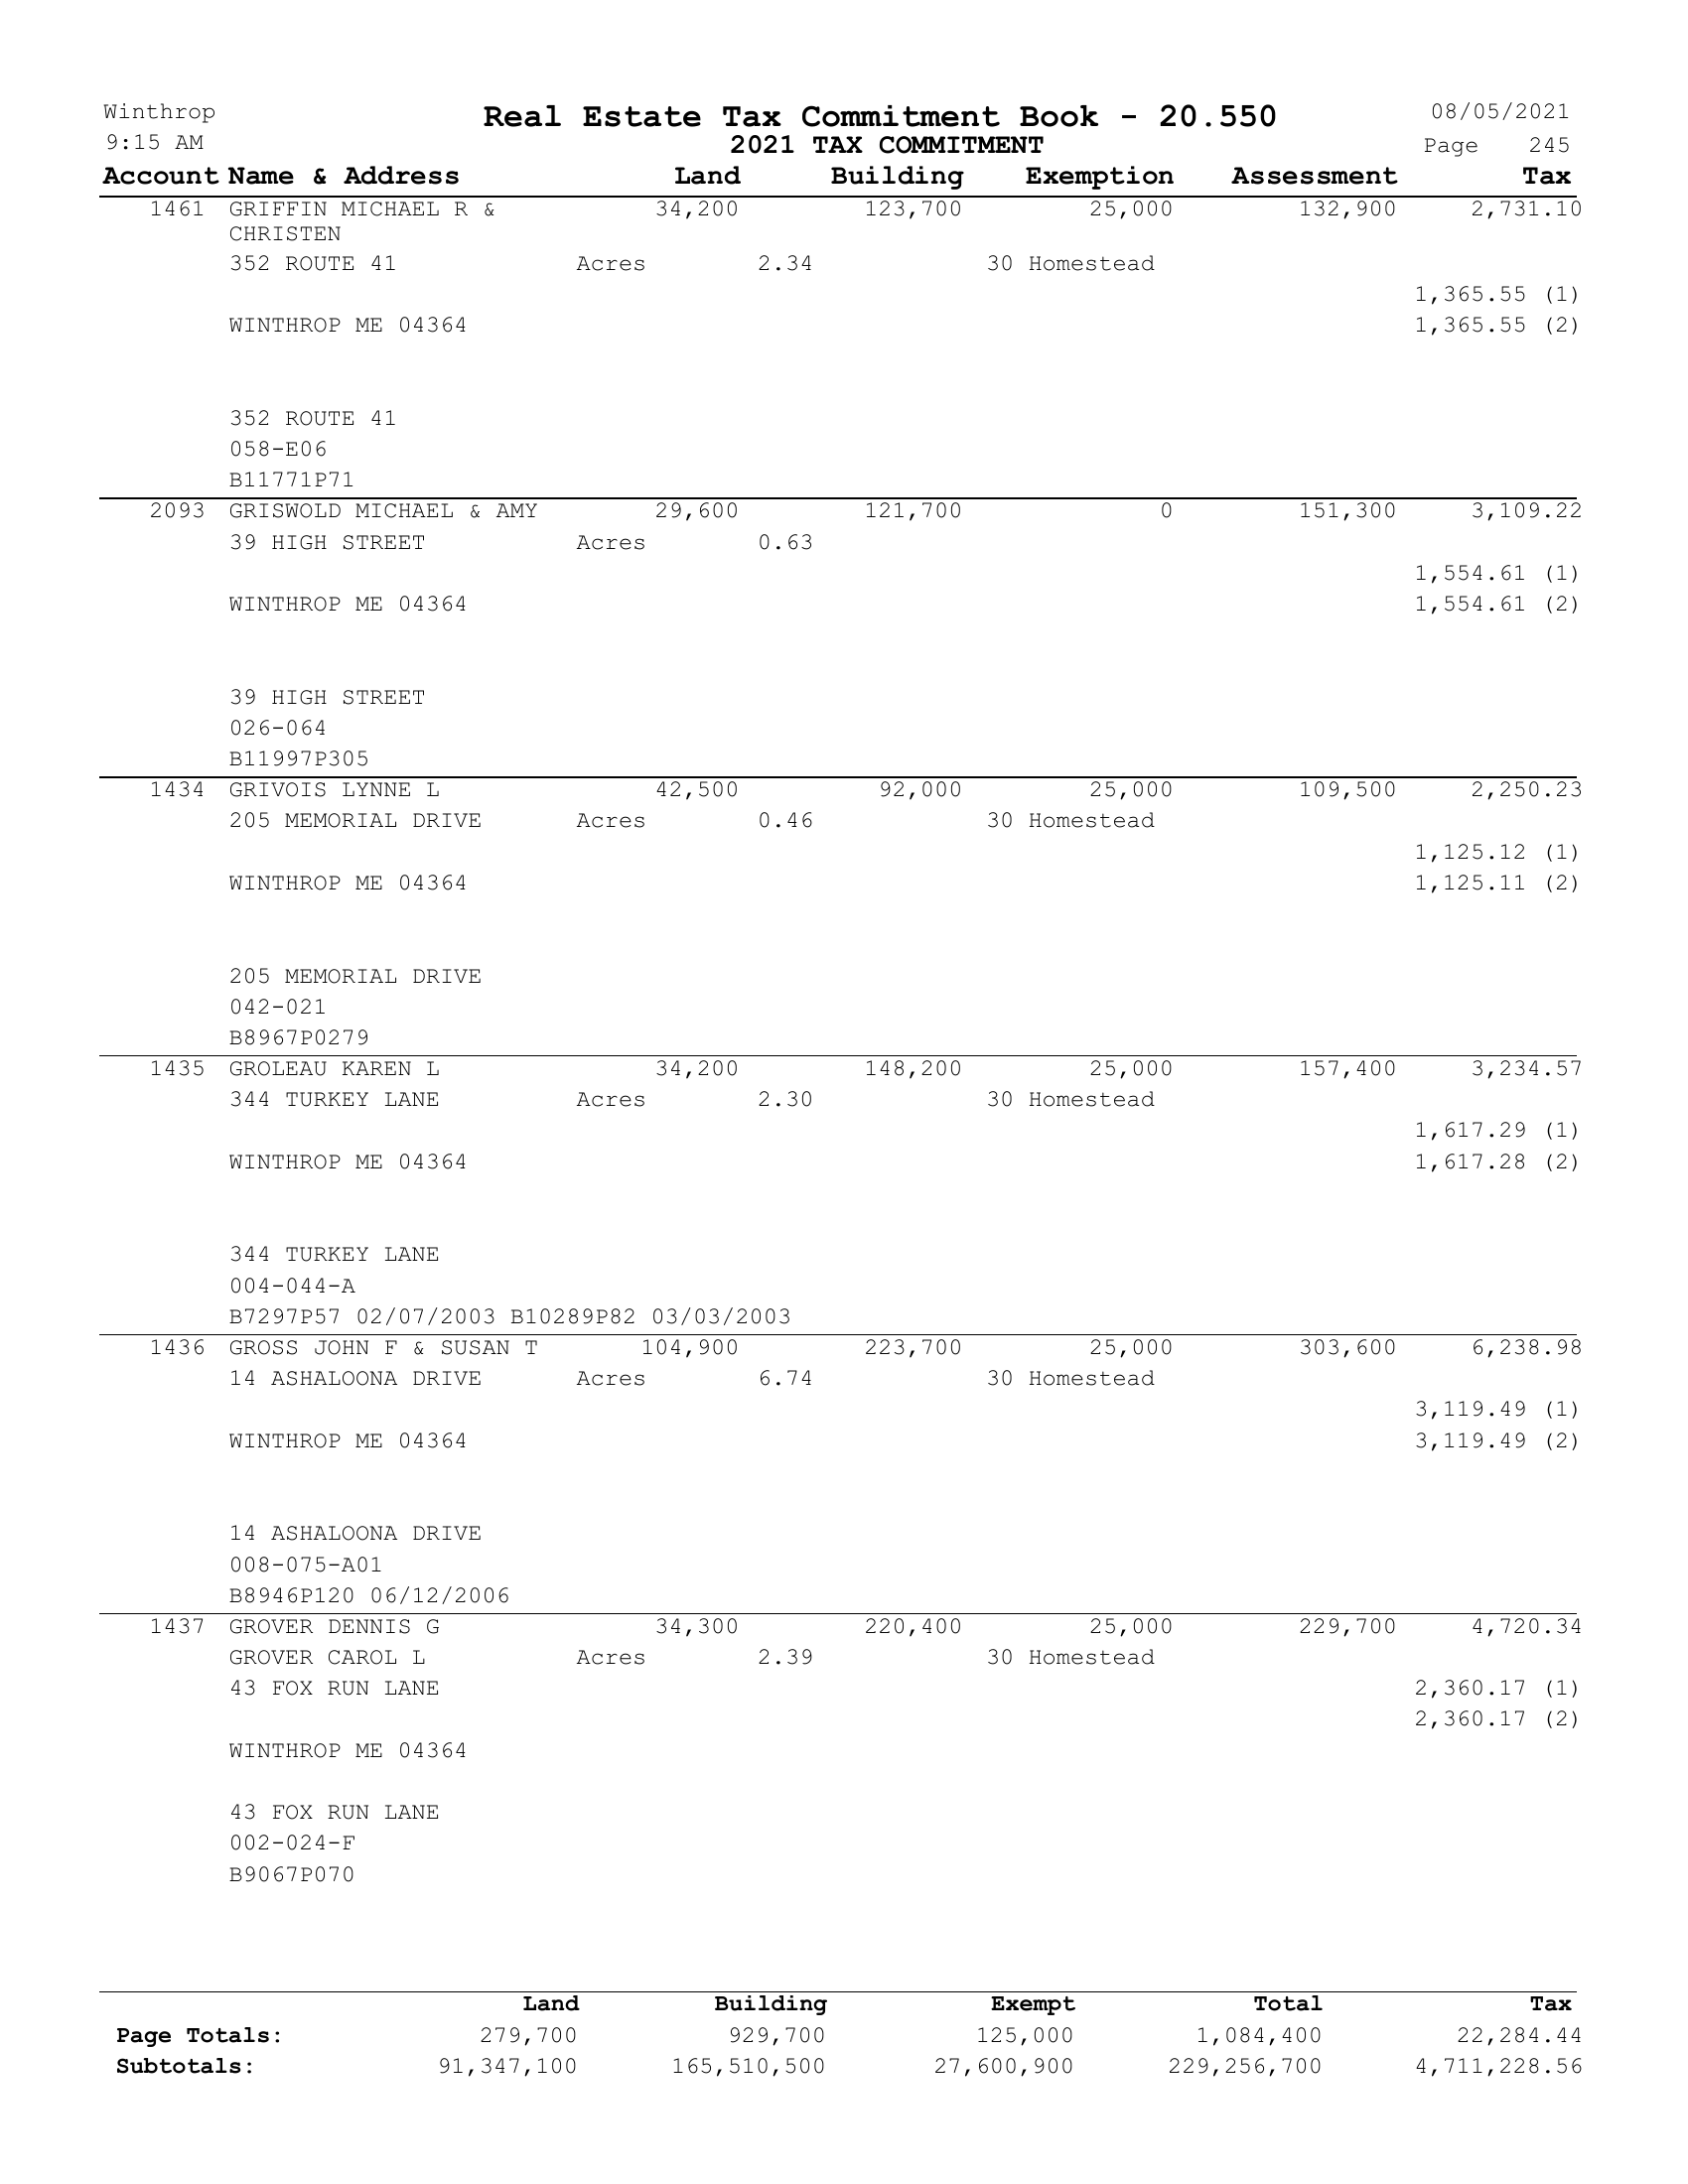 Winthrop Real Estate Tax Commitment Book - 20.550 08/05/2021
9:15 AM 2021 TAX COMMITMENT Page 245
Account Name & Address Land Building Exemption Assessment Tax
1461 GRIFFIN MICHAEL R & 34,200 123,700 25,000 132,900 2,731.10
CHRISTEN
352 ROUTE 41 Acres 2.34 30 Homestead
1,365.55 (1)
WINTHROP ME 04364 1,365.55 (2)
352 ROUTE 41
058-E06
B11771P71
2093 GRISWOLD MICHAEL & AMY 29,600 121,700 0 151,300 3,109.22
39 HIGH STREET Acres 0.63
1,554.61 (1)
WINTHROP ME 04364 1,554.61 (2)
39 HIGH STREET
026-064
B11997P305
1434 GRIVOIS LYNNE L 42,500 92,000 25,000 109,500 2,250.23
205 MEMORIAL DRIVE Acres 0.46 30 Homestead
1,125.12 (1)
WINTHROP ME 04364 1,125.11 (2)
205 MEMORIAL DRIVE
042-021
B8967P0279
1435 GROLEAU KAREN L 34,200 148,200 25,000 157,400 3,234.57
344 TURKEY LANE Acres 2.30 30 Homestead
1,617.29 (1)
WINTHROP ME 04364 1,617.28 (2)
344 TURKEY LANE
004-044-A
B7297P57 02/07/2003 B10289P82 03/03/2003
1436 GROSS JOHN F & SUSAN T 104,900 223,700 25,000 303,600 6,238.98
14 ASHALOONA DRIVE Acres 6.74 30 Homestead
3,119.49 (1)
WINTHROP ME 04364 3,119.49 (2)
14 ASHALOONA DRIVE
008-075-A01
B8946P120 06/12/2006
1437 GROVER DENNIS G 34,300 220,400 25,000 229,700 4,720.34
GROVER CAROL L Acres 2.39 30 Homestead
43 FOX RUN LANE 2,360.17 (1)
2,360.17 (2)
WINTHROP ME 04364
43 FOX RUN LANE
002-024-F
B9067P070
Land Building Exempt Total Tax
Page Totals: 279,700 929,700 125,000 1,084,400 22,284.44
Subtotals: 91,347,100 165,510,500 27,600,900 229,256,700 4,711,228.56